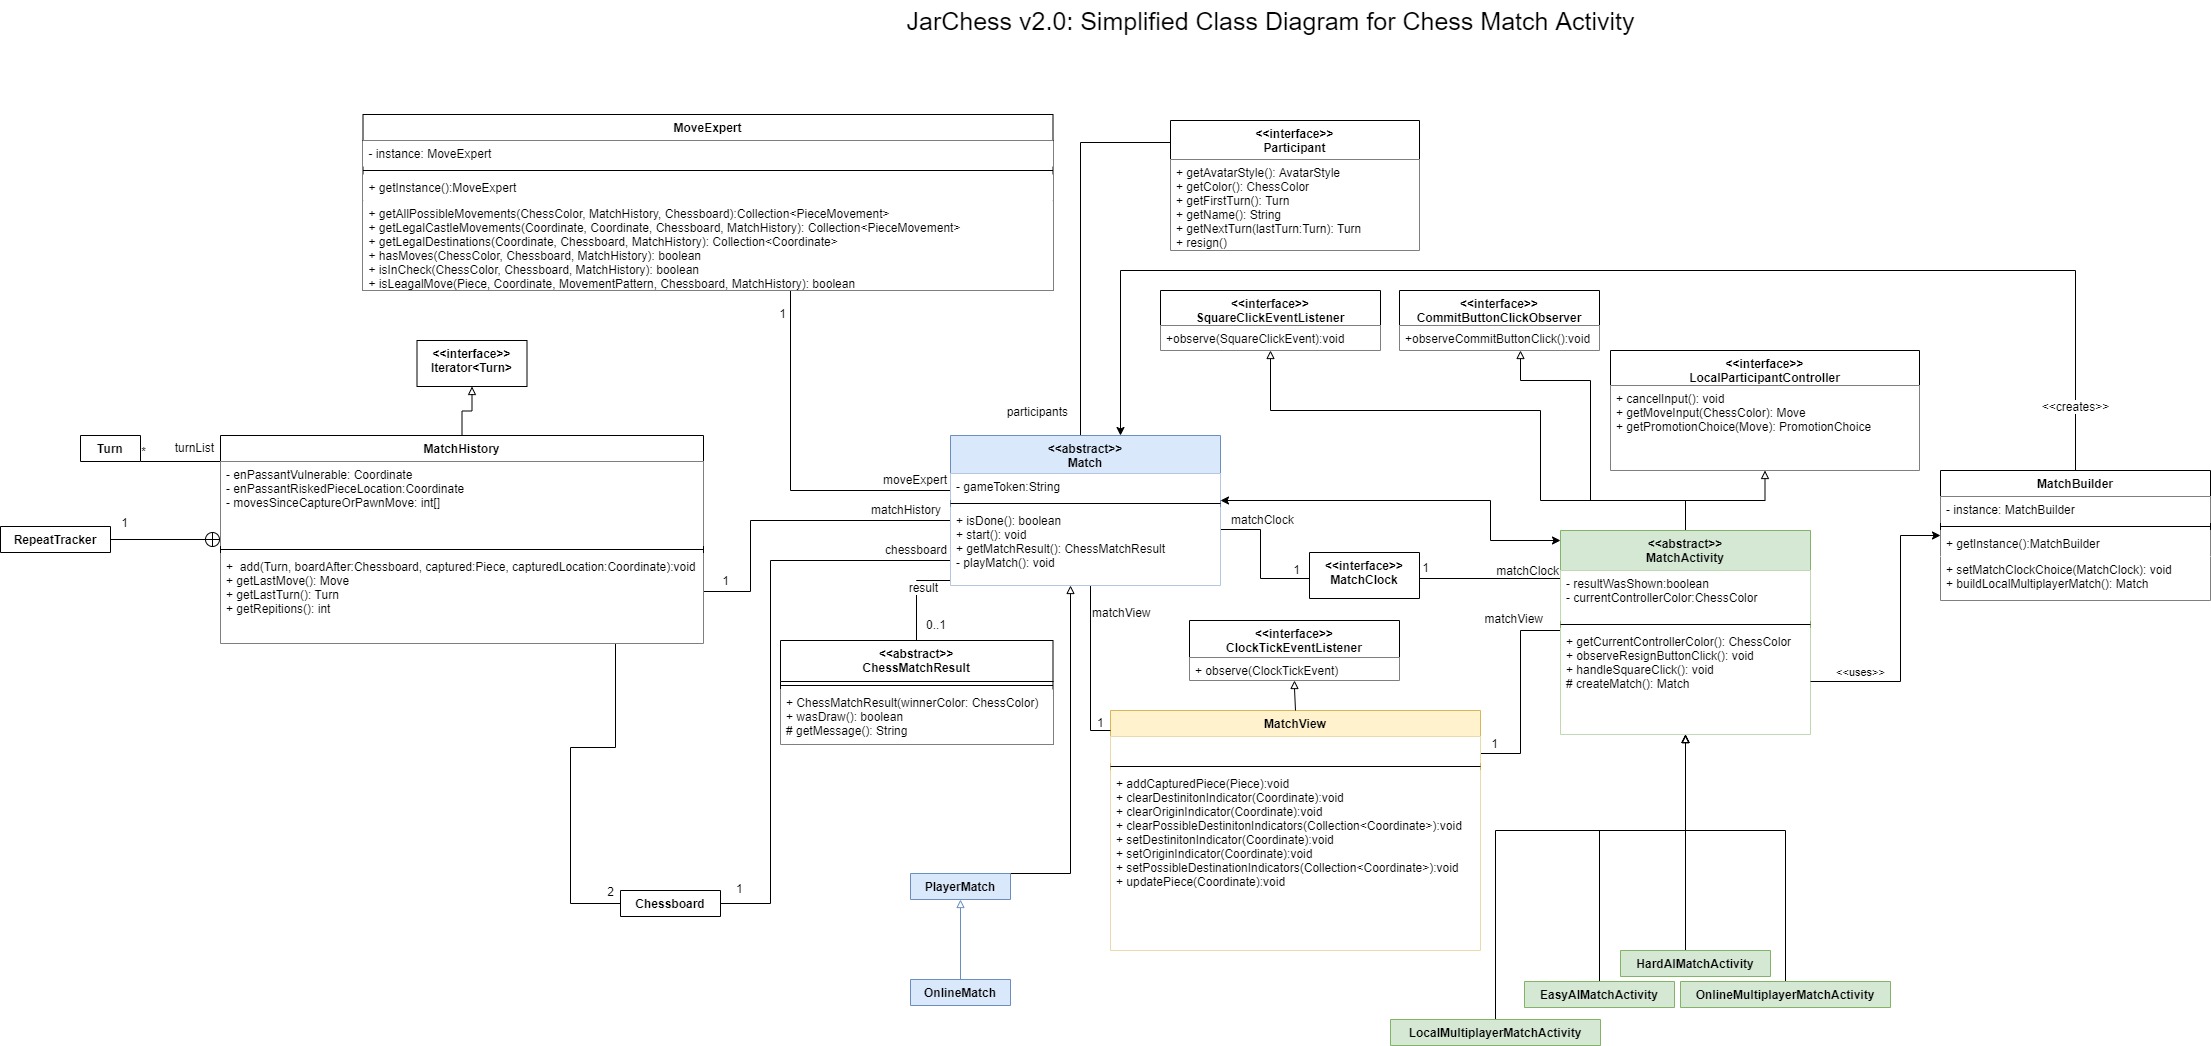 JarChess v2.0: Simplified Class Diagram for Chess Match Activity
MoveExpert
- instance: MoveExpert
+ getInstance():MoveExpert
+ getAllPossibleMovements(ChessColor, MatchHistory, Chessboard):Collection<PieceMovement>
+ getLegalCastleMovements(Coordinate, Coordinate, Chessboard, MatchHistory): Collection<PieceMovement>
+ getLegalDestinations(Coordinate, Chessboard, MatchHistory): Collection<Coordinate>
+ hasMoves(ChessColor, Chessboard, MatchHistory): boolean
+ isInCheck(ChessColor, Chessboard, MatchHistory): boolean
+ isLeagalMove(Piece, Coordinate, MovementPattern, Chessboard, MatchHistory): boolean
1
<<interface>>
Participant
+ getAvatarStyle(): AvatarStyle
+ getColor(): ChessColor
+ getFirstTurn(): Turn
+ getName(): String
+ getNextTurn(lastTurn:Turn): Turn
+ resign()
participants
<<interface>>
SquareClickEventListener
+observe(SquareClickEvent):void
<<interface>>
CommitButtonClickObserver
+observeCommitButtonClick():void
<<interface>>
LocalParticipantController
+ cancelInput(): void
+ getMoveInput(ChessColor): Move
+ getPromotionChoice(Move): PromotionChoice
<<creates>>
<<interface>>
Iterator<Turn>
Turn
*
turnList
MatchHistory
- enPassantVulnerable: Coordinate
- enPassantRiskedPieceLocation:Coordinate
- movesSinceCaptureOrPawnMove: int[]
+  add(Turn, boardAfter:Chessboard, captured:Piece, capturedLocation:Coordinate):void
+ getLastMove(): Move
+ getLastTurn(): Turn
+ getRepitions(): int
RepeatTracker
1
1
moveExpert
matchHistory
chessboard
result
0..1
<<abstract>>
Match
- gameToken:String
+ isDone(): boolean
+ start(): void
+ getMatchResult(): ChessMatchResult
- playMatch(): void
matchClock
1
<<interface>>
MatchClock
1
matchClock
<<abstract>>
MatchActivity
- resultWasShown:boolean
- currentControllerColor:ChessColor
+ getCurrentControllerColor(): ChessColor
+ observeResignButtonClick(): void
+ handleSquareClick(): void
# createMatch(): Match
<<uses>>
MatchBuilder
- instance: MatchBuilder
+ getInstance():MatchBuilder
+ setMatchClockChoice(MatchClock): void
+ buildLocalMultiplayerMatch(): Match
<<abstract>>
ChessMatchResult
+ ChessMatchResult(winnerColor: ChessColor)
+ wasDraw(): boolean
# getMessage(): String
matchView
1
<<interface>>
ClockTickEventListener
+ observe(ClockTickEvent)
matchView
1
MatchView
+ addCapturedPiece(Piece):void
+ clearDestinitonIndicator(Coordinate):void
+ clearOriginIndicator(Coordinate):void
+ clearPossibleDestinitonIndicators(Collection<Coordinate>):void
+ setDestinitonIndicator(Coordinate):void
+ setOriginIndicator(Coordinate):void
+ setPossibleDestinationIndicators(Collection<Coordinate>):void
+ updatePiece(Coordinate):void
2
Chessboard
1
PlayerMatch
OnlineMatch
HardAIMatchActivity
EasyAIMatchActivity
OnlineMultiplayerMatchActivity
LocalMultiplayerMatchActivity